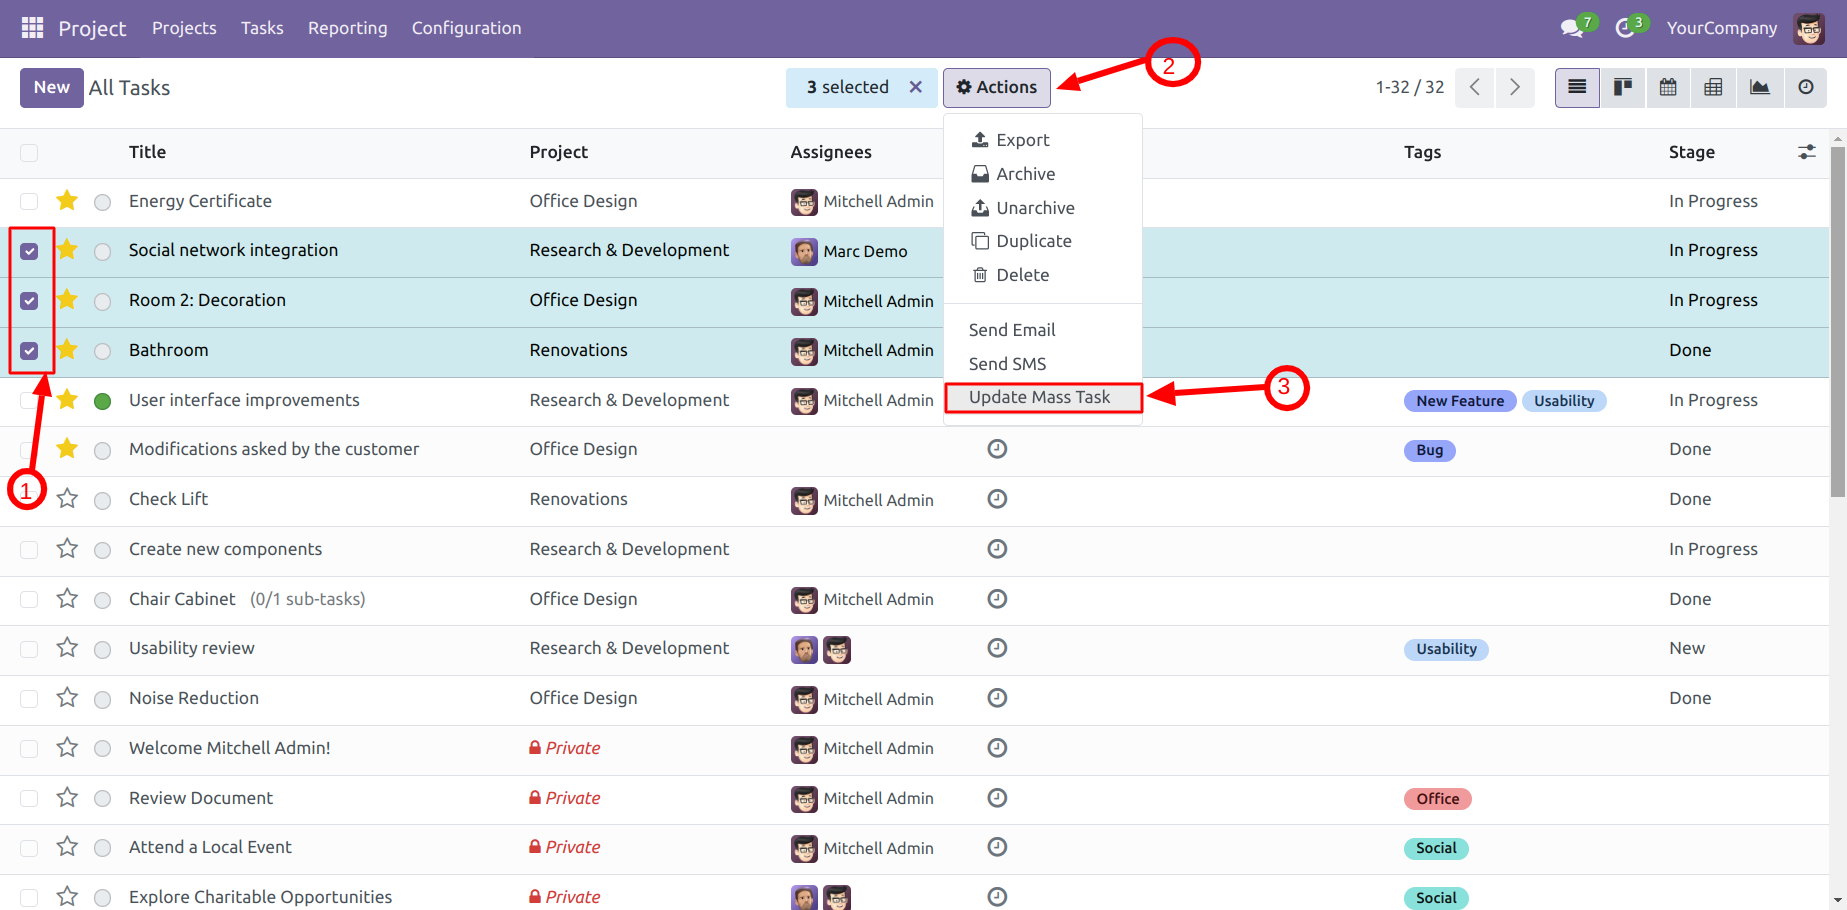 Project Projects Tasks Reporting Configuration 7 3 YourCompany
New All Tasks 3 selected × Actions 2 1-32 / 32
Title Project Assignees Tags Stage
Export
Archive
Unarchive
Duplicate
Delete
Send Email
Send SMS
Update Mass Task 3
Energy Certificate Office Design Mitchell Admin In Progress
Social network integration Research & Development Marc Demo In Progress
Room 2: Decoration Office Design Mitchell Admin In Progress
Bathroom Renovations Mitchell Admin Done
User interface improvements Research & Development Mitchell Admin New Feature Usability In Progress
Modifications asked by the customer Office Design Bug Done
1 Check Lift Renovations Mitchell Admin Done
Create new components Research & Development In Progress
Chair Cabinet (0/1 sub-tasks) Office Design Mitchell Admin Done
Usability review Research & Development Usability New
Noise Reduction Office Design Mitchell Admin Done
Welcome Mitchell Admin! Private Mitchell Admin
Review Document Private Mitchell Admin Office
Attend a Local Event Private Mitchell Admin Social
Explore Charitable Opportunities Private Social